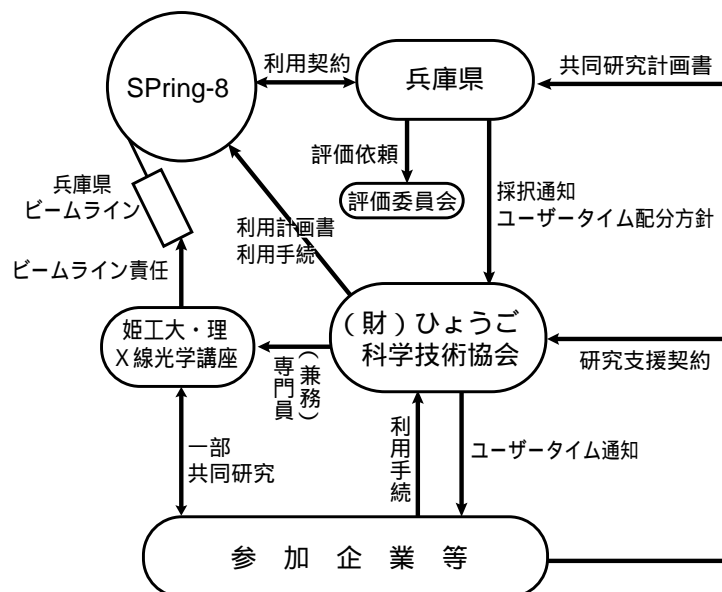 SPring-8
利用契約
兵庫県
共同研究計画書
評価依頼
評価委員会
採択通知
ユーザータイム配分方針
兵庫県
ビームライン
利用計画書
利用手続
ビームライン責任
姫工大・理
X線光学講座
(財)ひょうご
科学技術協会
(兼務)
専門員
研究支援契約
一部
共同研究
利用手続
ユーザータイム通知
参加企業等